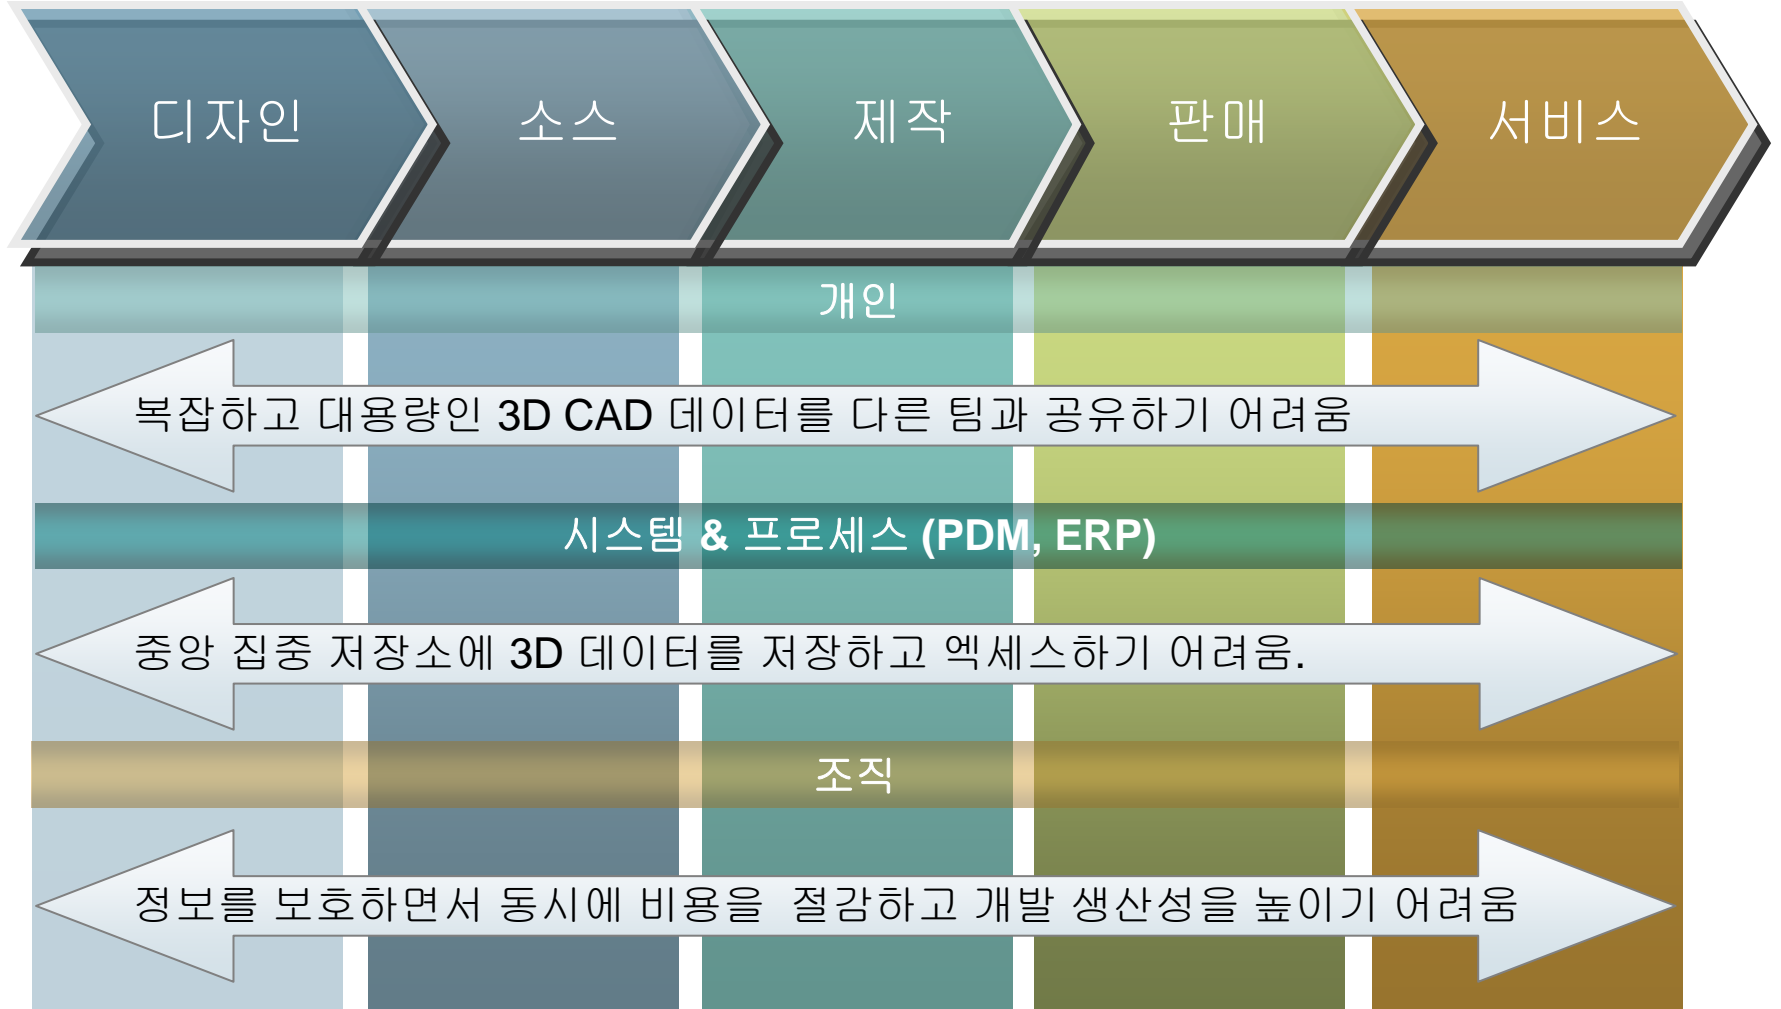 디자인
소스
제작
판매
서비스
개인
복잡하고 대용량인 3D CAD 데이터를 다른 팀과 공유하기 어려움
시스템 & 프로세스 (PDM, ERP)
중앙 집중 저장소에 3D 데이터를 저장하고 엑세스하기 어려움.
조직
정보를 보호하면서 동시에 비용을 절감하고 개발 생산성을 높이기 어려움